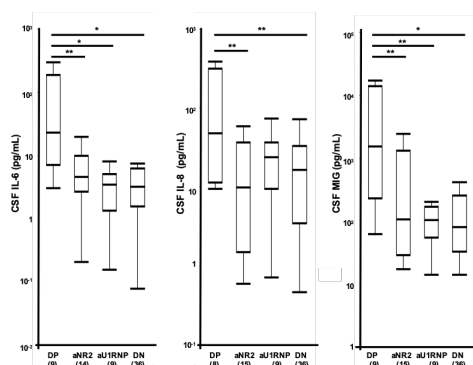 10³
*
*
**
10²
CSF IL-6 (pg/mL)
10
1
10⁻¹
10⁻²
DP
(9)
aNR2
(14)
aU1RNP
(9)
DN
(36)
10³
**
**
10²
CSF IL-8 (pg/mL)
10
1
10⁻¹
DP
(8)
aNR2
(15)
aU1RNP
(9)
DN
(36)
10⁵
*
**
**
10⁴
CSF MIG (pg/mL)
10³
10²
10
1
DP
(9)
aNR2
(15)
aU1RNP
(9)
DN
(36)